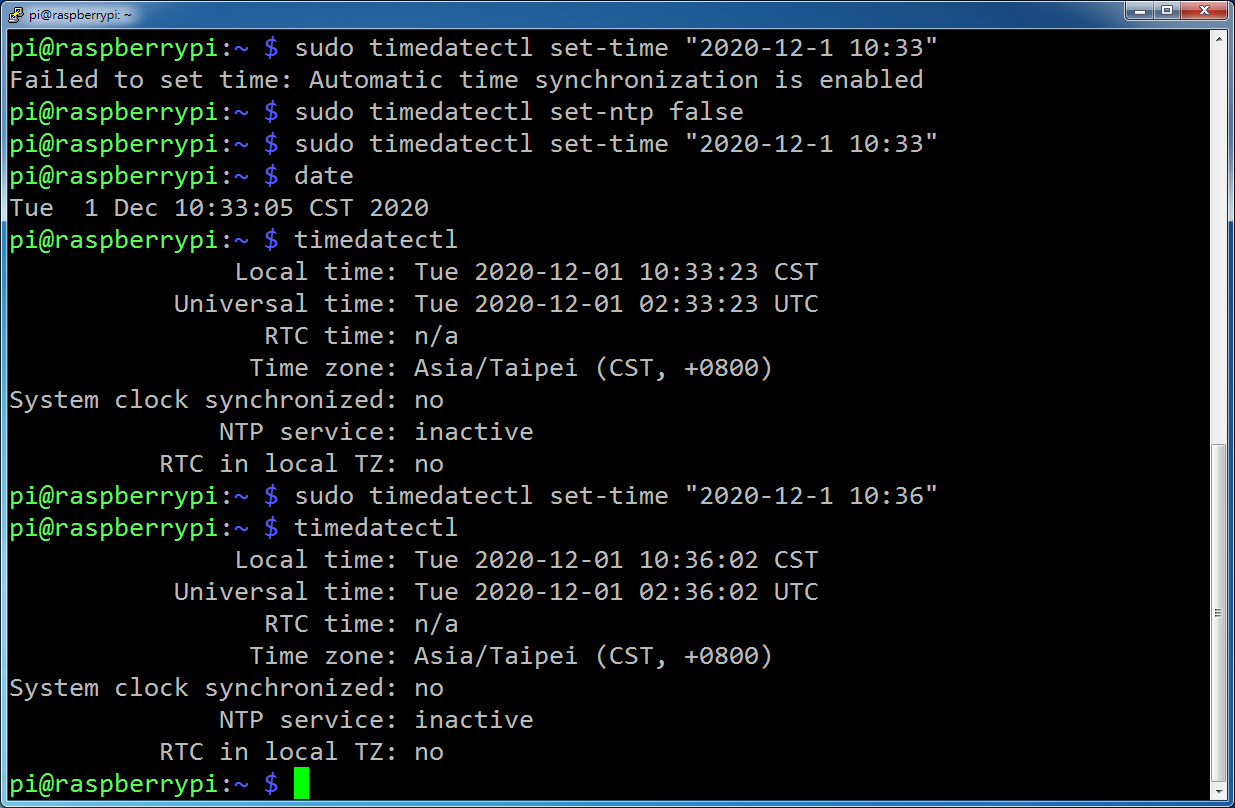 pi@raspberrypi: ~
pi@raspberrypi:~ $ sudo timedatectl set-time "2020-12-1 10:33"
Failed to set time: Automatic time synchronization is enabled
pi@raspberrypi:~ $ sudo timedatectl set-ntp false
pi@raspberrypi:~ $ sudo timedatectl set-time "2020-12-1 10:33"
pi@raspberrypi:~ $ date
Tue  1 Dec 10:33:05 CST 2020
pi@raspberrypi:~ $ timedatectl
               Local time: Tue 2020-12-01 10:33:23 CST
           Universal time: Tue 2020-12-01 02:33:23 UTC
                 RTC time: n/a
                Time zone: Asia/Taipei (CST, +0800)
System clock synchronized: no
              NTP service: inactive
          RTC in local TZ: no
pi@raspberrypi:~ $ sudo timedatectl set-time "2020-12-1 10:36"
pi@raspberrypi:~ $ timedatectl
               Local time: Tue 2020-12-01 10:36:02 CST
           Universal time: Tue 2020-12-01 02:36:02 UTC
                 RTC time: n/a
                Time zone: Asia/Taipei (CST, +0800)
System clock synchronized: no
              NTP service: inactive
          RTC in local TZ: no
pi@raspberrypi:~ $